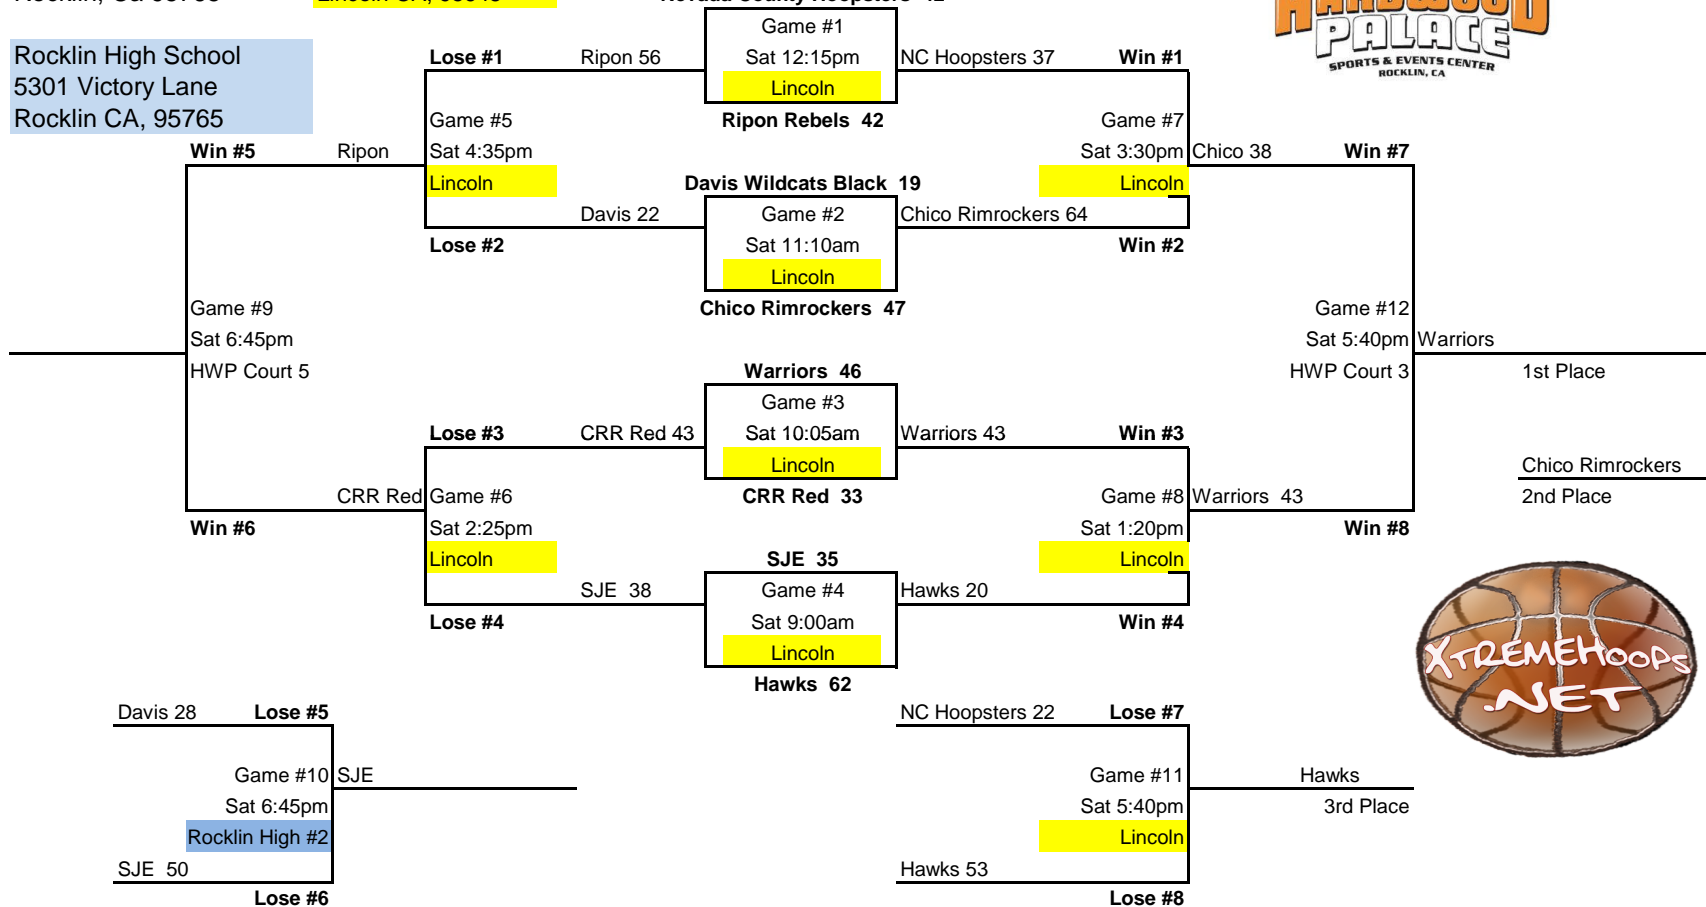 Rocklin High School
5301 Victory Lane
Rocklin CA, 95765
HARDWOOD
PALACE
SPORTS & EVENTS CENTER
ROCKLIN, CA
Game #1
Lose #1 Ripon 56 Sat 12:15pm NC Hoopsters 37 Win #1
Lincoln
Game #5 Ripon Rebels 42 Game #7
Win #5 Ripon Sat 4:35pm Sat 3:30pm Chico 38 Win #7
Lincoln Davis Wildcats Black 19 Lincoln
Davis 22 Game #2 Chico Rimrockers 64
Lose #2 Sat 11:10am Win #2
Lincoln
Game #9 Chico Rimrockers 47 Game #12
Sat 6:45pm Sat 5:40pm Warriors
HWP Court 5 Warriors 46 HWP Court 3 1st Place
Game #3
Lose #3 CRR Red 43 Sat 10:05am Warriors 43 Win #3
Lincoln Chico Rimrockers
CRR Red Game #6 CRR Red 33 Game #8 Warriors 43 2nd Place
Win #6 Sat 2:25pm Sat 1:20pm Win #8
Lincoln SJE 35 Lincoln
SJE 38 Game #4 Hawks 20
Lose #4 Sat 9:00am Win #4
Lincoln
Hawks 62
XTREMEHOOPS
.NET
Davis 28 Lose #5 NC Hoopsters 22 Lose #7
Game #10 SJE Game #11 Hawks
Sat 6:45pm Sat 5:40pm 3rd Place
Rocklin High #2 Lincoln
SJE 50 Hawks 53
Lose #6 Lose #8